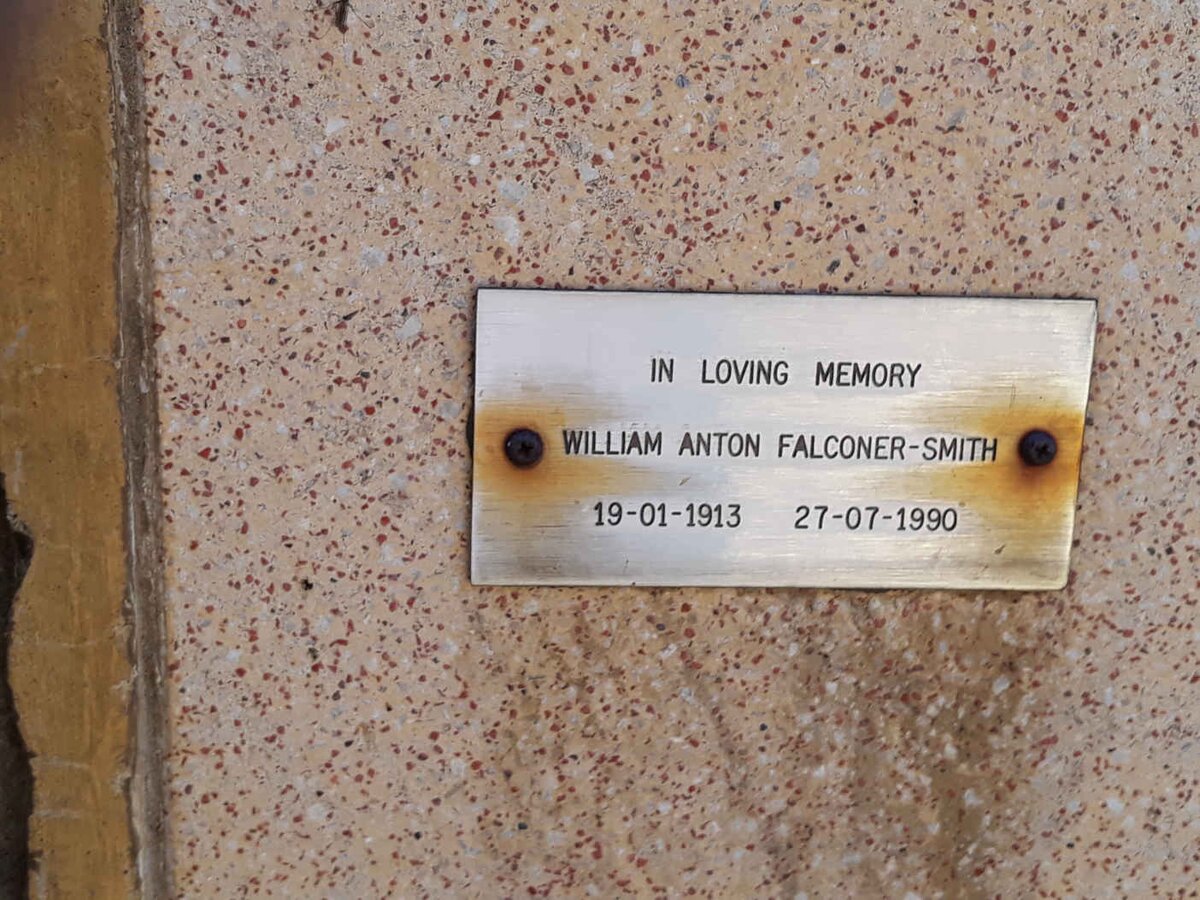 IN LOVING MEMORY
WILLIAM ANTON FALCONER-SMITH
19-01-1913 27-07-1990